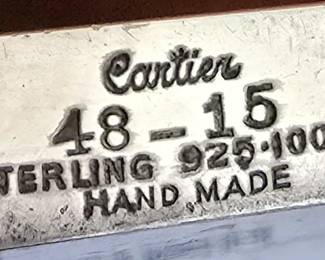 Cartier
48-15
TERLING 925·100
HAND MADE